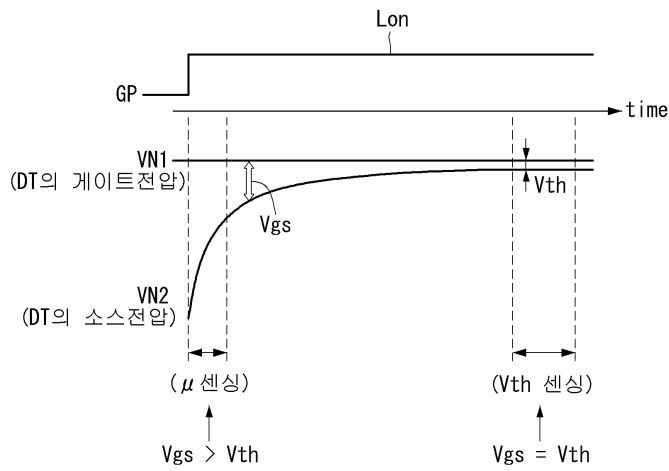 Lon
GP
time
VN1
(DT의 게이트전압)
Vth
Vgs
VN2
(DT의 소스전압)
(μ센싱)
(Vth 센싱)
Vgs > Vth
Vgs = Vth